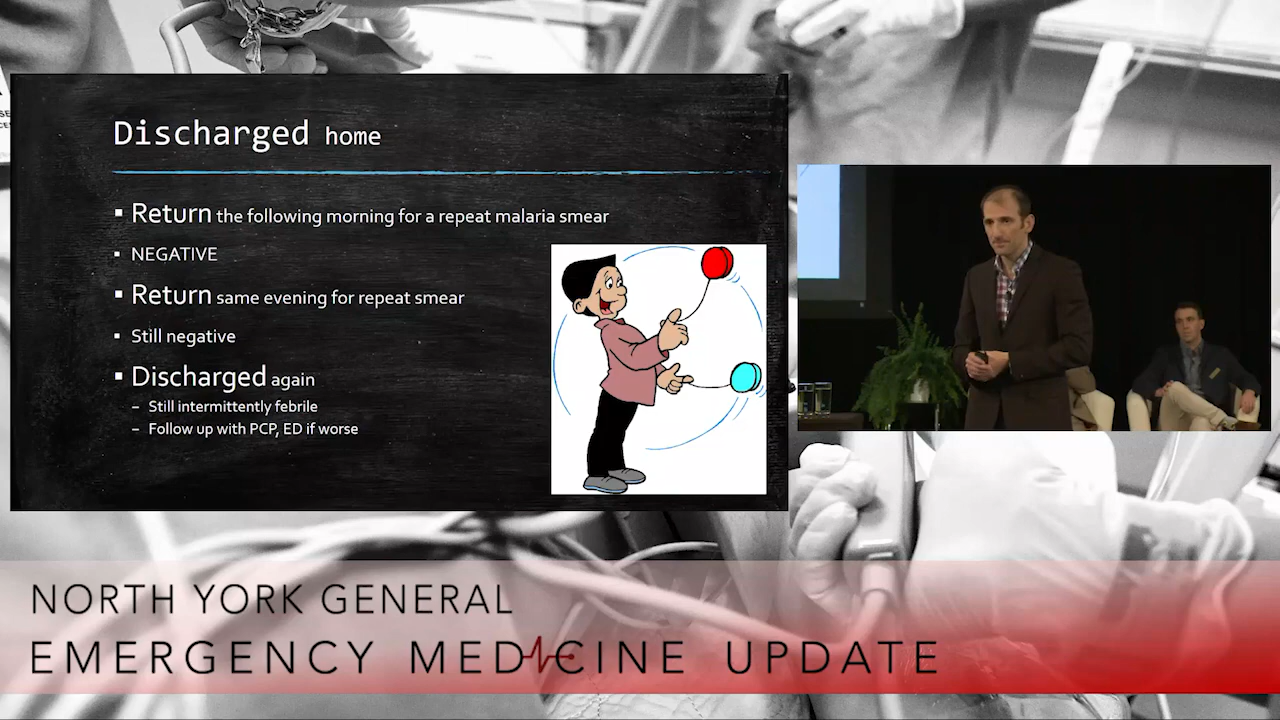 Discharged home
▪ Return the following morning for a repeat malaria smear
▪ NEGATIVE
▪ Return same evening for repeat smear
▪ Still negative
▪ Discharged again
– Still intermittently febrile
– Follow up with PCP, ED if worse
NORTH YORK GENERAL
EMERGENCY MEDICINE UPDATE